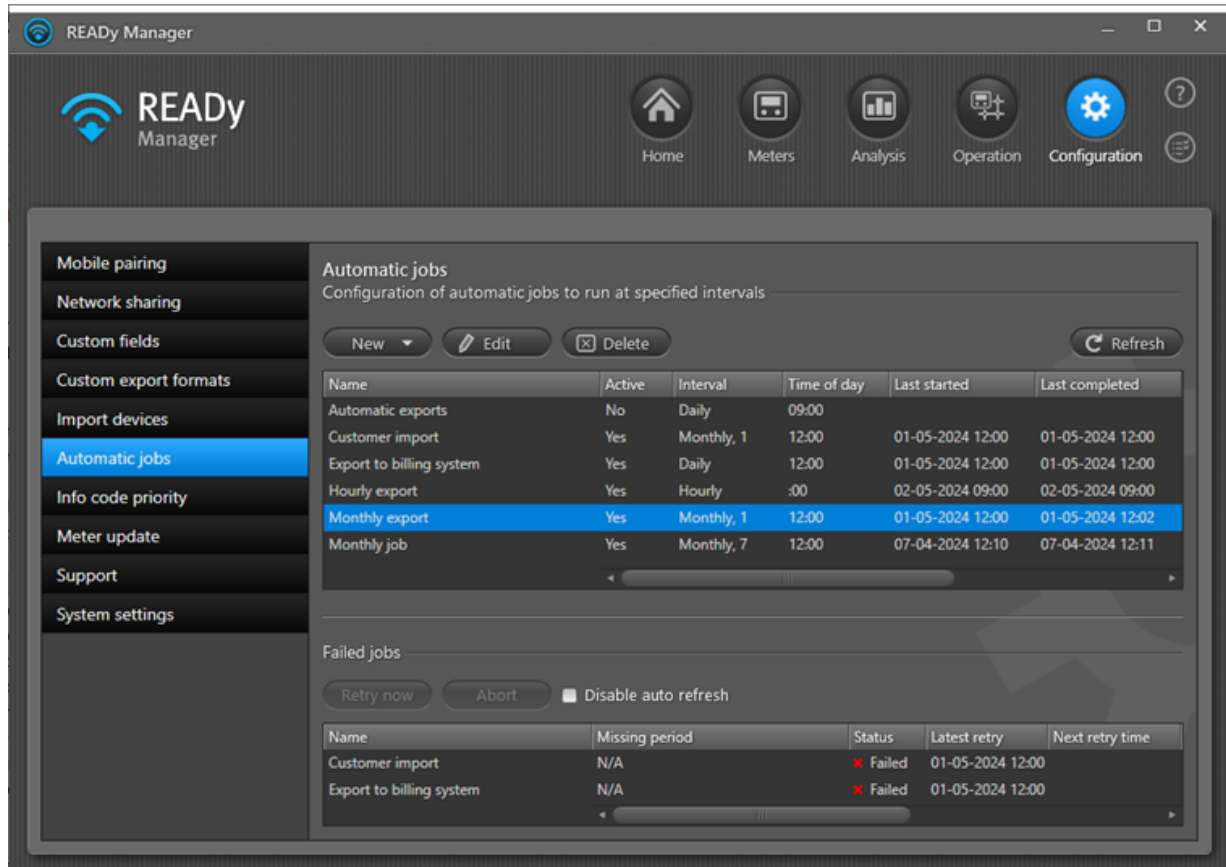 READy Manager
READy
Manager
Home Meters Analysis Operation Configuration
?
Mobile pairing
Network sharing
Custom fields
Custom export formats
Import devices
Automatic jobs
Info code priority
Meter update
Support
System settings
Automatic jobs
Configuration of automatic jobs to run at specified intervals
New Edit Delete Refresh
Name Active Interval Time of day Last started Last completed
Automatic exports No Daily 09:00
Customer import Yes Monthly, 1 12:00 01-05-2024 12:00 01-05-2024 12:00
Export to billing system Yes Daily 12:00 01-05-2024 12:00 01-05-2024 12:00
Hourly export Yes Hourly :00 02-05-2024 09:00 02-05-2024 09:00
Monthly export Yes Monthly, 1 12:00 01-05-2024 12:00 01-05-2024 12:02
Monthly job Yes Monthly, 7 12:00 07-04-2024 12:10 07-04-2024 12:11
Failed jobs
Retry now Abort Disable auto refresh
Name Missing period Status Latest retry Next retry time
Customer import N/A Failed 01-05-2024 12:00
Export to billing system N/A Failed 01-05-2024 12:00